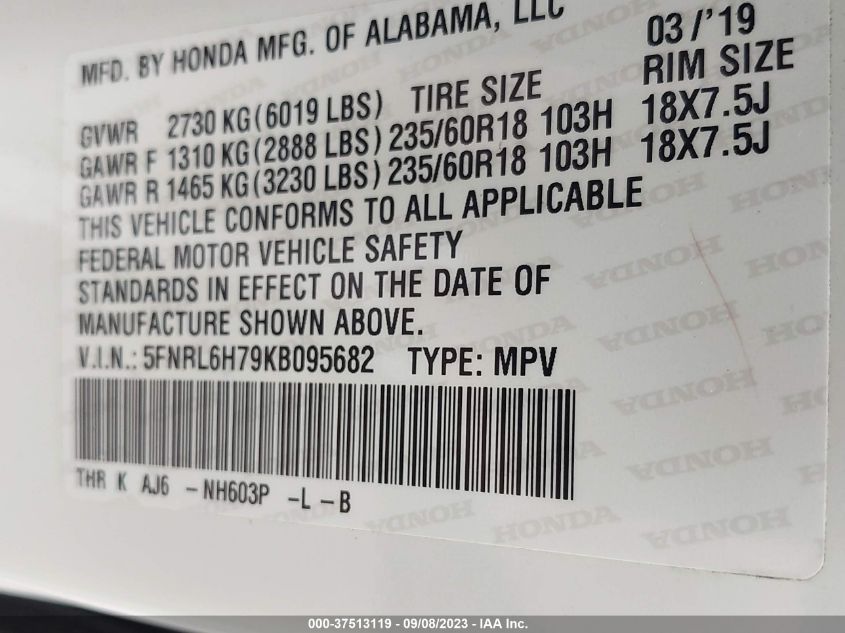 MFD. BY HONDA MFG. OF ALABAMA, LLC 03/'19
GVWR 2730 KG(6019 LBS) TIRE SIZE RIM SIZE
GAWR F 1310 KG(2888 LBS) 235/60R18 103H 18X7.5J
GAWR R 1465 KG(3230 LBS) 235/60R18 103H 18X7.5J
THIS VEHICLE CONFORMS TO ALL APPLICABLE
FEDERAL MOTOR VEHICLE SAFETY
STANDARDS IN EFFECT ON THE DATE OF
MANUFACTURE SHOWN ABOVE.
V.I.N.: 5FNRL6H79KB095682 TYPE: MPV
THR K AJ6 -NH603P -L -B
HONDA
000-37513119 - 09/08/2023 - IAA Inc.